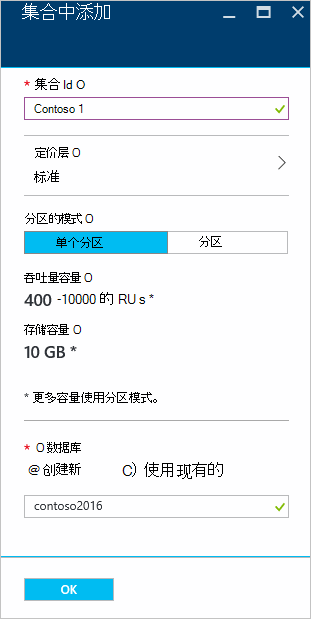 集合中添加
* 集合 Id O
Contoso 1
定价层 O
标准
分区的模式 O
单个分区 分区
吞吐量容量 O
400 -10000 的 RU s *
存储容量 O
10 GB *
* 更多容量使用分区模式。
* O 数据库
@ 创建新 C) 使用现有的
contoso2016
OK